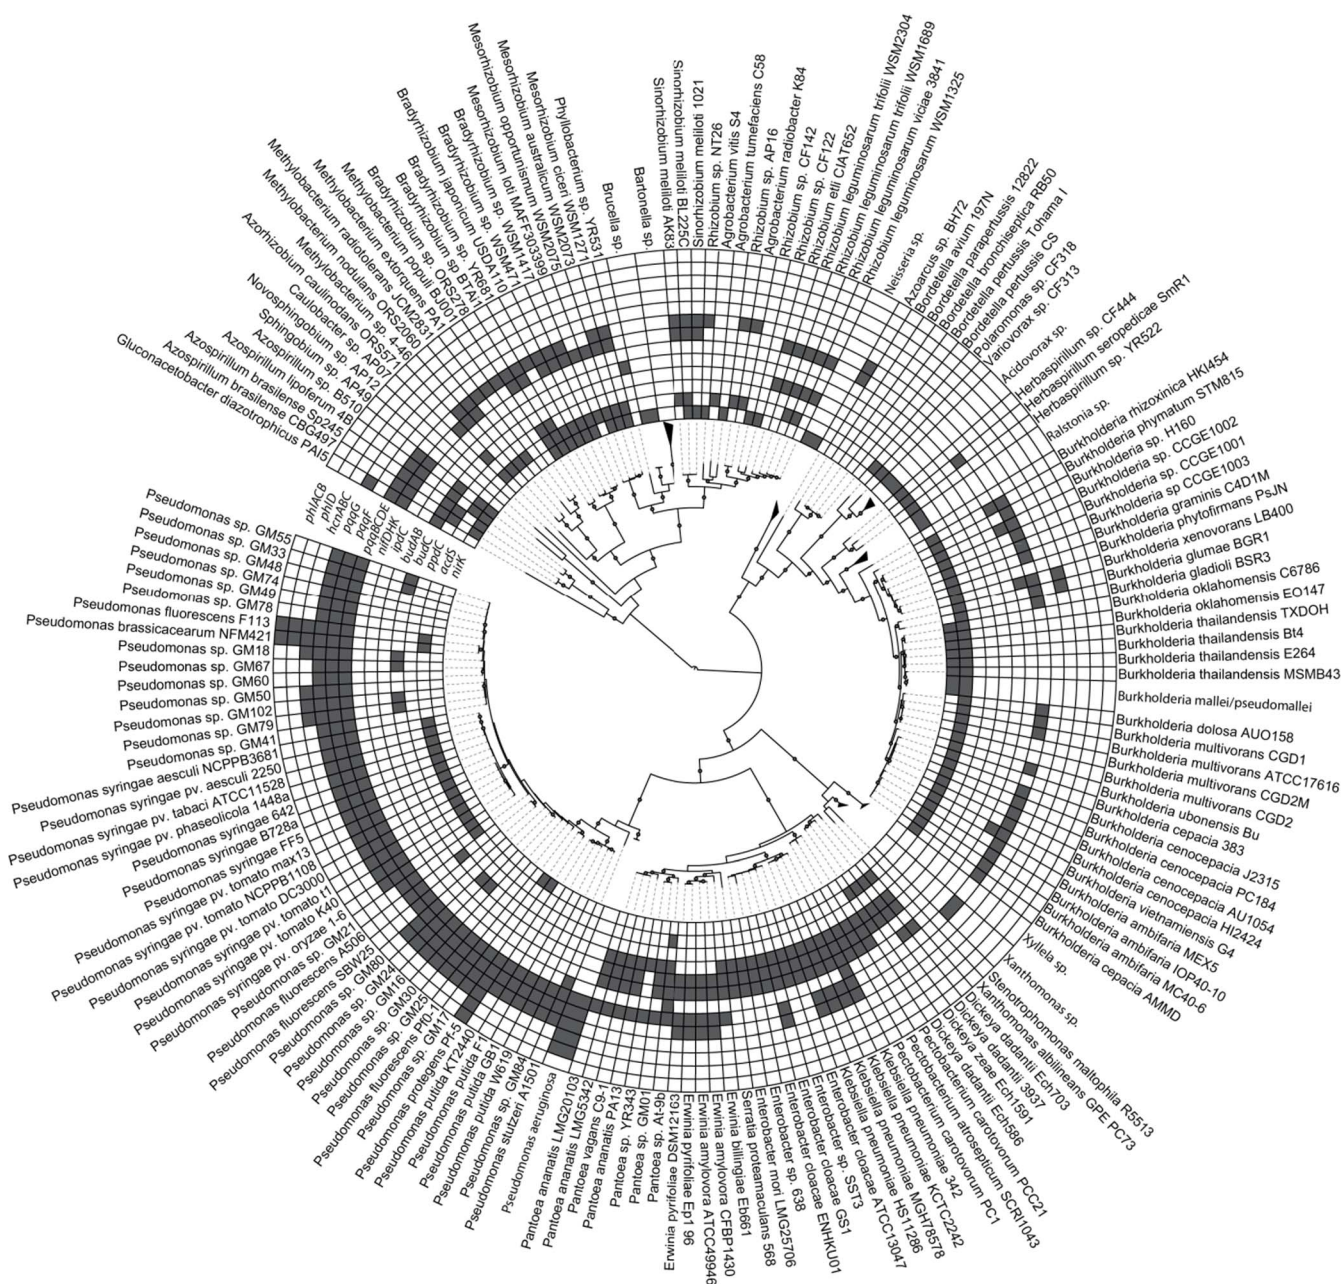 Gluconacetobacter diazotrophicus PAl5
Azospirillum brasilense CBG497
Azospirillum brasilense Sp245
Azospirillum lipoferum 4B
Azospirillum sp. B510
Sphingobium sp. AP49
Novosphingobium sp. AP12
Caulobacter sp. AP07
Azorhizobium caulinodans ORS571
Methylobacterium sp. 4-46
Methylobacterium nodulans ORS2060
Methylobacterium radiotolerans JCM2831
Methylobacterium extorquens PA1
Methylobacterium populi BJ001
Bradyrhizobium sp. ORS278
Bradyrhizobium sp BTAi1
Bradyrhizobium sp. YR681
Bradyrhizobium japonicum USDA110
Bradyrhizobium sp. WSM471
Bradyrhizobium sp. WSM1417
Mesorhizobium loti MAFF303399
Mesorhizobium opportunismum WSM2075
Mesorhizobium australicum WSM2073
Mesorhizobium ciceri WSM1271
Phyllobacterium sp. YR531
Brucella sp.
Bartonella sp.
Sinorhizobium meliloti AK83
Sinorhizobium meliloti BL225C
Sinorhizobium meliloti 1021
Rhizobium sp. NT26
Agrobacterium vitis S4
Agrobacterium tumefaciens C58
Rhizobium sp. AP16
Agrobacterium radiobacter K84
Rhizobium sp. CF142
Rhizobium sp. CF122
Rhizobium etli CIAT652
Rhizobium leguminosarum trifolii WSM2304
Rhizobium leguminosarum trifolii WSM1689
Rhizobium leguminosarum viciae 3841
Rhizobium leguminosarum WSM1325
Neisseria sp.
Azoarcus sp. BH72
Bordetella avium 197N
Bordetella parapertussis 12822
Bordetella bronchiseptica RB50
Bordetella pertussis Tohama I
Bordetella pertussis CS
Polaromonas sp. CF318
Variovorax sp. CF313
Acidovorax sp.
Herbaspirillum sp. CF444
Herbaspirillum seropedicae SmR1
Herbaspirillum sp. YR522
Ralstonia sp.
Burkholderia rhizoxinica HKI454
Burkholderia phymatum STM815
Burkholderia sp. H160
Burkholderia sp. CCGE1002
Burkholderia sp. CCGE1001
Burkholderia sp CCGE1003
Burkholderia graminis C4D1M
Burkholderia phytofirmans PsJN
Burkholderia xenovorans LB400
Burkholderia glumae BGR1
Burkholderia gladioli BSR3
Burkholderia oklahomensis C6786
Burkholderia oklahomensis EO147
Burkholderia thailandensis TXDOH
Burkholderia thailandensis Bt4
Burkholderia thailandensis E264
Burkholderia thailandensis MSMB43
Burkholderia mallei/pseudomallei
Burkholderia dolosa AUO158
Burkholderia multivorans CGD1
Burkholderia multivorans ATCC17616
Burkholderia multivorans CGD2M
Burkholderia multivorans CGD2
Burkholderia ubonensis Bu
Burkholderia cepacia 383
Burkholderia cenocepacia J2315
Burkholderia cenocepacia PC184
Burkholderia cenocepacia AU1054
Burkholderia cenocepacia HI2424
Burkholderia vietnamiensis G4
Burkholderia ambifaria MEX5
Burkholderia ambifaria IOP40-10
Burkholderia ambifaria MC40-6
Burkholderia cepacia AMMD
Xylella sp.
Xanthomonas sp.
Stenotrophomonas maltophilia R5513
Xanthomonas albilineans GPE PC73
Dickeya dadantii Ech703
Dickeya dadantii 3937
Dickeya zeae Ech1591
Dickeya dadantii Ech586
Pectobacterium carotovorum PCC21
Pectobacterium atrosepticum SCRI1043
Pectobacterium carotovorum PC1
Klebsiella pneumoniae 342
Klebsiella pneumoniae KCTC2242
Klebsiella pneumoniae MGH78578
Klebsiella pneumoniae HS11286
Enterobacter cloacae ATCC13047
Enterobacter sp. SST3
Enterobacter cloacae GS1
Enterobacter cloacae ENHKU01
Enterobacter sp. 638
Enterobacter mori LMG25706
Serratia proteamaculans 568
Erwinia billingiae Eb661
Erwinia amylovora CFBP1430
Erwinia amylovora ATCC49946
Erwinia pyrifoliae Ep1 96
Erwinia pyrifoliae DSM12163
Pantoea sp. At-9b
Pantoea sp. GM01
Pantoea sp. YR343
Pantoea ananatis PA13
Pantoea vagans C9-1
Pantoea ananatis LMG5342
Pantoea ananatis LMG20103
Pseudomonas aeruginosa
Pseudomonas stutzeri A1501
Pseudomonas sp. GM84
Pseudomonas putida W619
Pseudomonas putida GB1
Pseudomonas putida F1
Pseudomonas putida KT2440
Pseudomonas protegens Pf-5
Pseudomonas sp. GM17
Pseudomonas fluorescens Pf0-1
Pseudomonas sp. GM25
Pseudomonas sp. GM30
Pseudomonas sp. GM16
Pseudomonas sp. GM24
Pseudomonas sp. GM80
Pseudomonas fluorescens SBW25
Pseudomonas fluorescens A506
Pseudomonas sp. GM21
Pseudomonas syringae pv. oryzae 1-6
Pseudomonas syringae pv. tomato K40
Pseudomonas syringae pv. tomato t1
Pseudomonas syringae pv. tomato DC3000
Pseudomonas syringae pv. tomato NCPPB1108
Pseudomonas syringae pv. tomato max13
Pseudomonas syringae FF5
Pseudomonas syringae B728a
Pseudomonas syringae 642
Pseudomonas syringae pv. phaseolicola 1448a
Pseudomonas syringae pv. tabaci ATCC11528
Pseudomonas syringae pv. aesculi 2250
Pseudomonas syringae aesculi NCPPB3681
Pseudomonas sp. GM41
Pseudomonas sp. GM79
Pseudomonas sp. GM102
Pseudomonas sp. GM50
Pseudomonas sp. GM60
Pseudomonas sp. GM67
Pseudomonas sp. GM18
Pseudomonas brassicacearum NFM421
Pseudomonas fluorescens F113
Pseudomonas sp. GM78
Pseudomonas sp. GM49
Pseudomonas sp. GM74
Pseudomonas sp. GM48
Pseudomonas sp. GM33
Pseudomonas sp. GM55
phlACB
phlD
hcnABC
pqqG
pqqF
pqqBCDE
nifDHK
ipdC
budAB
budC
ppdC
acdS
nirK